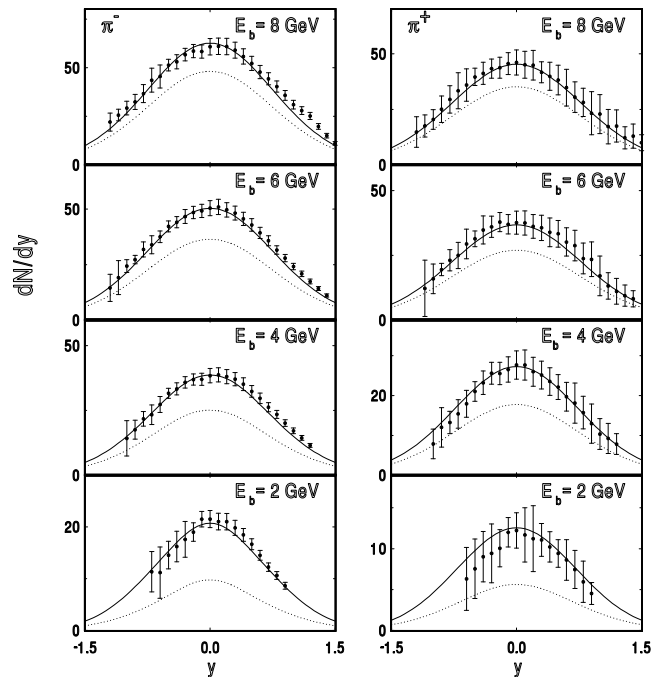 π⁻ E_b = 8 GeV
π⁺ E_b = 8 GeV
50
50
0
0
E_b = 6 GeV
E_b = 6 GeV
50
50
0
0
dN/dy
E_b = 4 GeV
E_b = 4 GeV
50
20
0
0
E_b = 2 GeV
E_b = 2 GeV
20
10
0
0
-1.5 0.0 1.5
-1.5 0.0 1.5
y
y